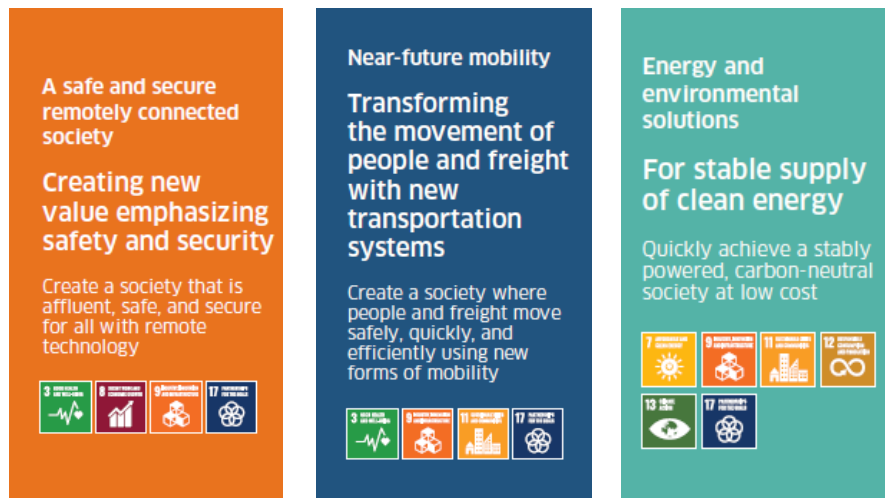 A safe and secure
remotely connected
society
Creating new
value emphasizing
safety and security
Create a society that is
affluent, safe, and secure
for all with remote
technology
3
8
9
17
Near-future mobility
Transforming
the movement of
people and freight
with new
transportation
systems
Create a society where
people and freight move
safely, quickly, and
efficiently using new
forms of mobility
3
9
11
17
Energy and
environmental
solutions
For stable supply
of clean energy
Quickly achieve a stably
powered, carbon-neutral
society at low cost
7
9
11
12
13
17